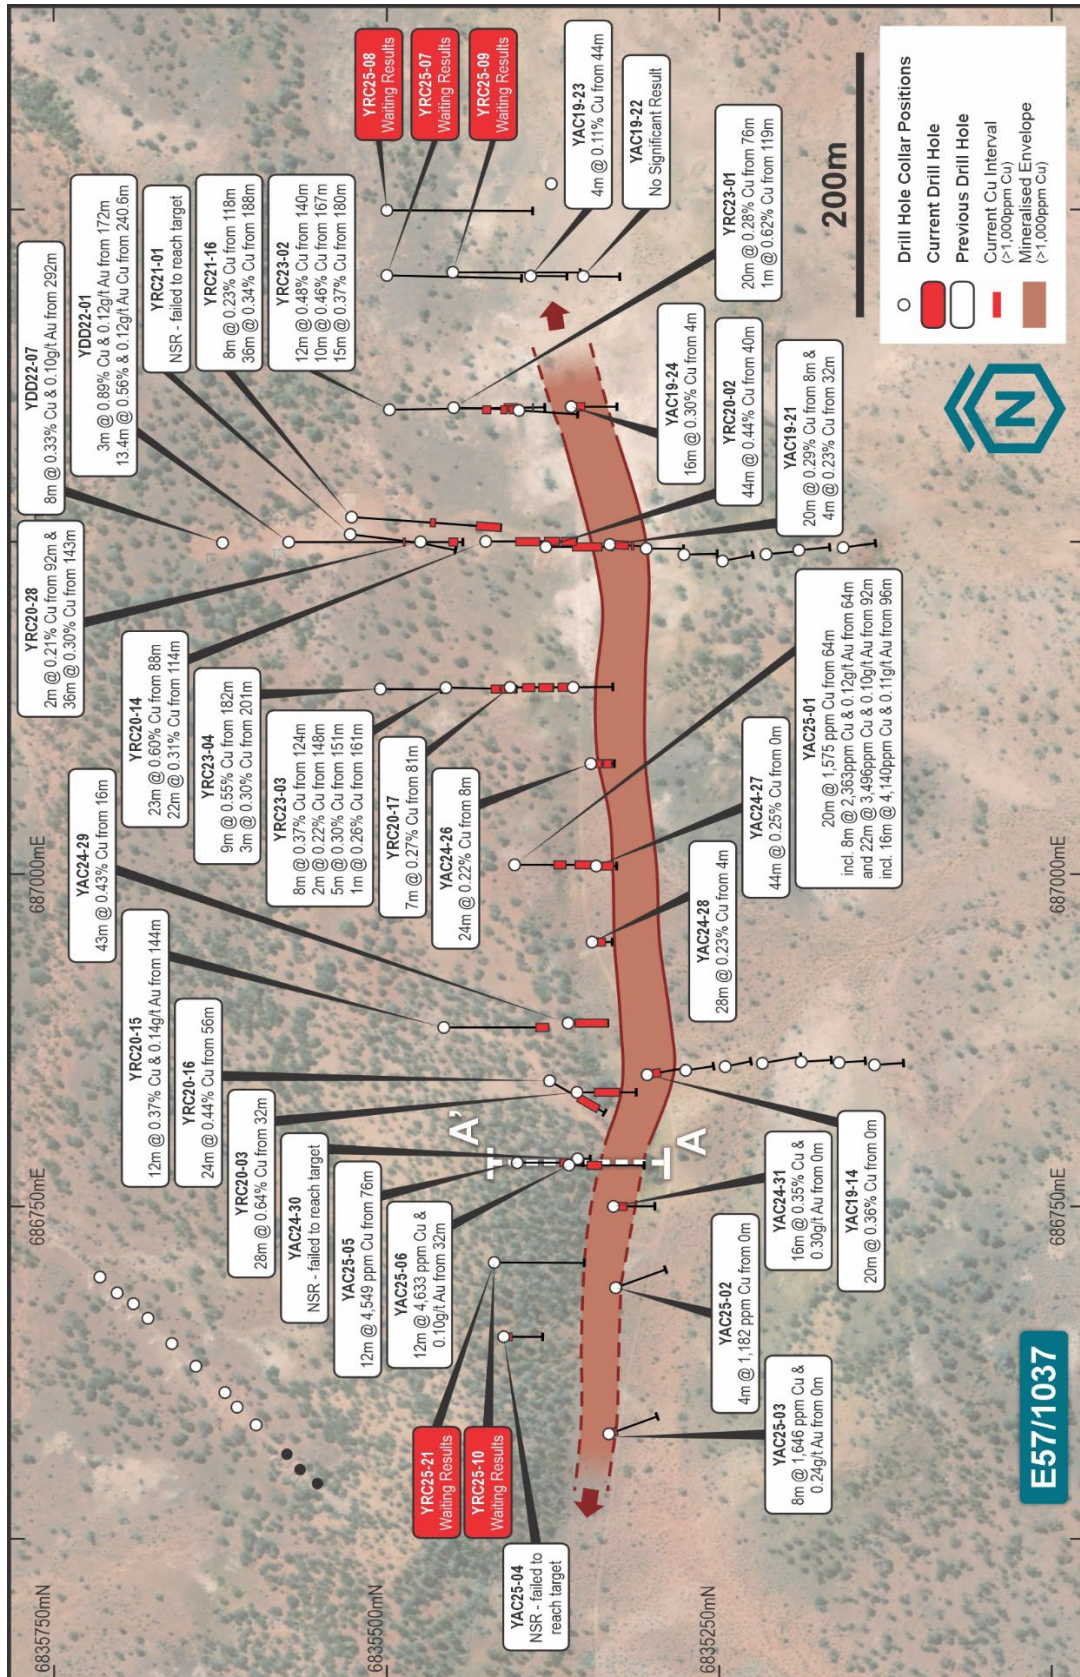 6835750mN
6835500mN
6835250mN
686750mE
687000mE
686750mE
687000mE
YDD22-07
8m @ 0.33% Cu & 0.10g/t Au from 292m
YDD22-01
3m @ 0.89% Cu & 0.12g/t Au from 172m
13.4m @ 0.56% & 0.12g/t Au Cu from 240.6m
YRC21-01
NSR - failed to reach target
YRC21-16
8m @ 0.23% Cu from 118m
36m @ 0.34% Cu from 188m
YRC23-02
12m @ 0.48% Cu from 140m
10m @ 0.46% Cu from 167m
15m @ 0.37% Cu from 180m
YRC25-08
Waiting Results
YRC25-07
Waiting Results
YRC25-09
Waiting Results
YAC19-23
4m @ 0.11% Cu from 44m
YAC19-22
No Significant Result
YRC23-01
20m @ 0.28% Cu from 76m
1m @ 0.62% Cu from 119m
YRC20-28
2m @ 0.21% Cu from 92m &
36m @ 0.30% Cu from 143m
YRC20-14
23m @ 0.60% Cu from 88m
22m @ 0.31% Cu from 114m
YRC23-04
9m @ 0.55% Cu from 182m
3m @ 0.30% Cu from 201m
YRC23-03
8m @ 0.37% Cu from 124m
2m @ 0.22% Cu from 148m
5m @ 0.30% Cu from 151m
1m @ 0.26% Cu from 161m
YRC20-17
7m @ 0.27% Cu from 81m
YAC24-26
24m @ 0.22% Cu from 8m
YAC19-24
16m @ 0.30% Cu from 4m
YRC20-02
44m @ 0.44% Cu from 40m
YAC19-21
20m @ 0.29% Cu from 8m &
4m @ 0.23% Cu from 32m
YAC24-29
43m @ 0.43% Cu from 16m
YRC20-15
12m @ 0.37% Cu & 0.14g/t Au from 144m
YRC20-16
24m @ 0.44% Cu from 56m
YRC20-03
28m @ 0.64% Cu from 32m
YAC24-30
NSR - failed to reach target
YAC25-05
12m @ 4,549 ppm Cu from 76m
YAC25-06
12m @ 4,633 ppm Cu &
0.10g/t Au from 32m
A'
A
YAC25-01
20m @ 1,575 ppm Cu from 64m
incl. 8m @ 2,363ppm Cu & 0.12g/t Au from 64m
and 22m @ 3,496ppm Cu & 0.10g/t Au from 92m
incl. 16m @ 4,140ppm Cu & 0.11g/t Au from 96m
YAC24-27
44m @ 0.25% Cu from 0m
YAC24-28
28m @ 0.23% Cu from 4m
YRC25-21
Waiting Results
YRC25-10
Waiting Results
YAC25-04
NSR - failed to
reach target
YAC19-14
20m @ 0.36% Cu from 0m
YAC24-31
16m @ 0.35% Cu &
0.30g/t Au from 0m
YAC25-02
4m @ 1,182 ppm Cu from 0m
YAC25-03
8m @ 1,646 ppm Cu &
0.24g/t Au from 0m
E57/1037
N
200m
Drill Hole Collar Positions
Current Drill Hole
Previous Drill Hole
Current Cu Interval
(>1,000ppm Cu)
Mineralised Envelope
(>1,000ppm Cu)